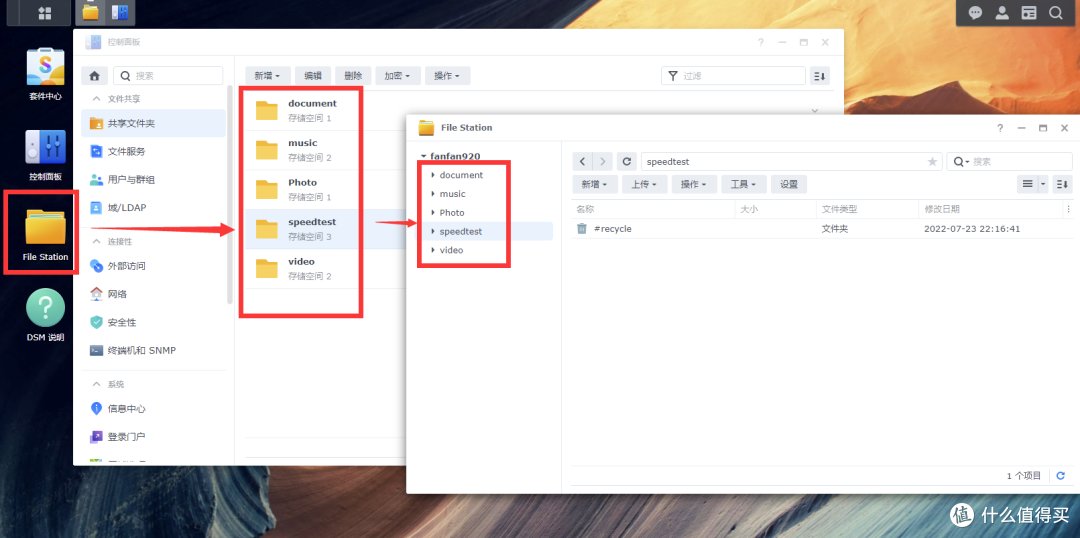 套件中心
控制面板
File Station
DSM 说明
控制面板
搜索
文件共享
共享文件夹
文件服务
用户与群组
域/LDAP
连接性
外部访问
网络
安全性
终端机和 SNMP
系统
信息中心
登录门户
新增 编辑 删除 加密 操作
过滤
document
存储空间 1
music
存储空间 2
Photo
存储空间 1
speedtest
存储空间 3
video
存储空间 2
File Station
fanfan920
document
music
Photo
speedtest
video
speedtest
搜索
新增 上传 操作 工具 设置
名称 大小 文件类型 修改日期
#recycle 文件夹 2022-07-23 22:16:41
1 个项目
值 什么值得买